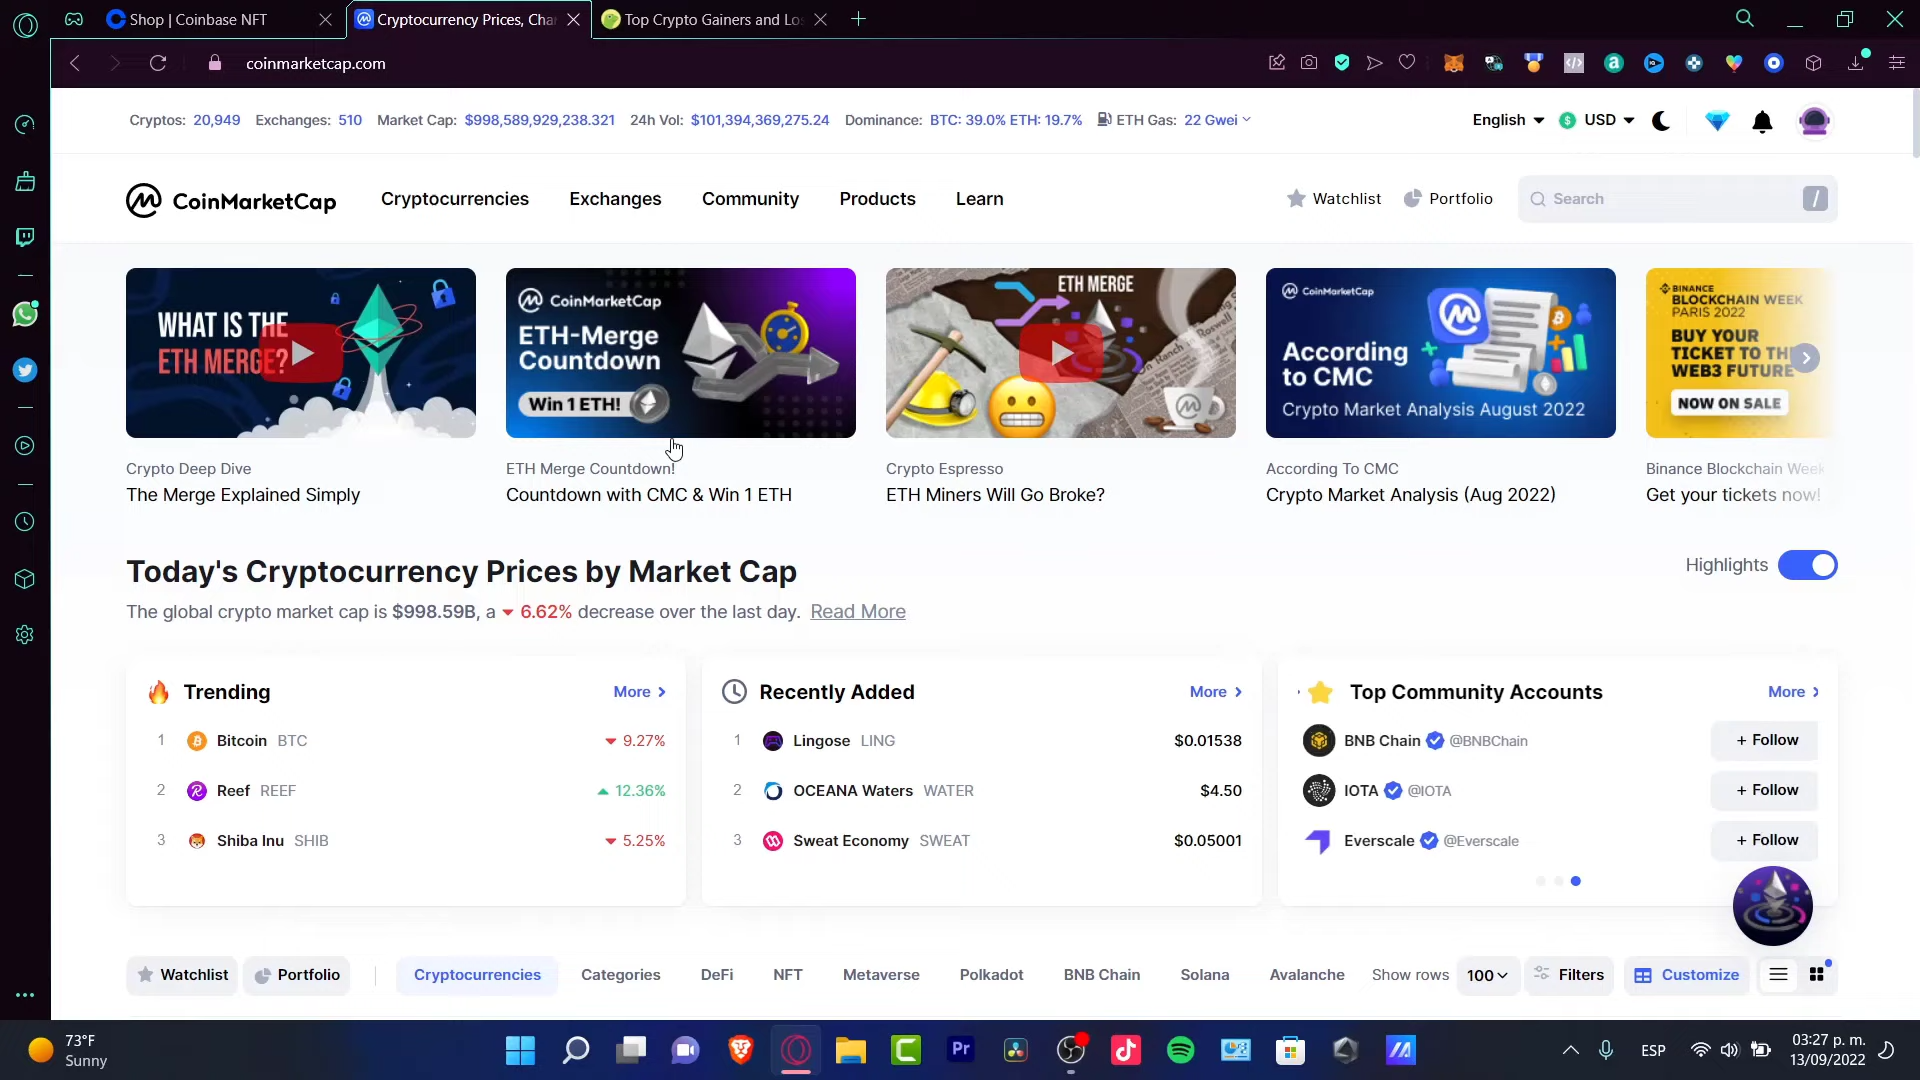 Shop | Coinbase NFT
Cryptocurrency Prices, Cha
Top Crypto Gainers and Lo
coinmarketcap.com
Cryptos: 20,949 Exchanges: 510 Market Cap: $998,589,929,238.321 24h Vol: $101,394,369,275.24 Dominance: BTC: 39.0% ETH: 19.7% ETH Gas: 22 Gwei
English USD
CoinMarketCap
Cryptocurrencies Exchanges Community Products Learn
Watchlist Portfolio Search /
WHAT IS THE
ETH MERGE?
CoinMarketCap
ETH-Merge
Countdown
Win 1 ETH!
ETH MERGE
CoinMarketCap
According
to CMC
Crypto Market Analysis August 2022
BINANCE
BLOCKCHAIN WEEK
PARIS 2022
BUY YOUR
TICKET TO THE
WEB3 FUTURE
NOW ON SALE
Crypto Deep Dive
The Merge Explained Simply
ETH Merge Countdown!
Countdown with CMC & Win 1 ETH
Crypto Espresso
ETH Miners Will Go Broke?
According To CMC
Crypto Market Analysis (Aug 2022)
Binance Blockchain Week
Get your tickets now!
Today's Cryptocurrency Prices by Market Cap
Highlights
The global crypto market cap is $998.59B, a 6.62% decrease over the last day. Read More
Trending More
1 Bitcoin BTC 9.27%
2 Reef REEF 12.36%
3 Shiba Inu SHIB 5.25%
Recently Added More
1 Lingose LING $0.01538
2 OCEANA Waters WATER $4.50
3 Sweat Economy SWEAT $0.05001
Top Community Accounts More
BNB Chain @BNBChain + Follow
IOTA @IOTA + Follow
Everscale @Everscale + Follow
Watchlist Portfolio Cryptocurrencies Categories DeFi NFT Metaverse Polkadot BNB Chain Solana Avalanche Show rows 100 Filters Customize
73°F
Sunny
Pr
ESP
03:27 p. m.
13/09/2022